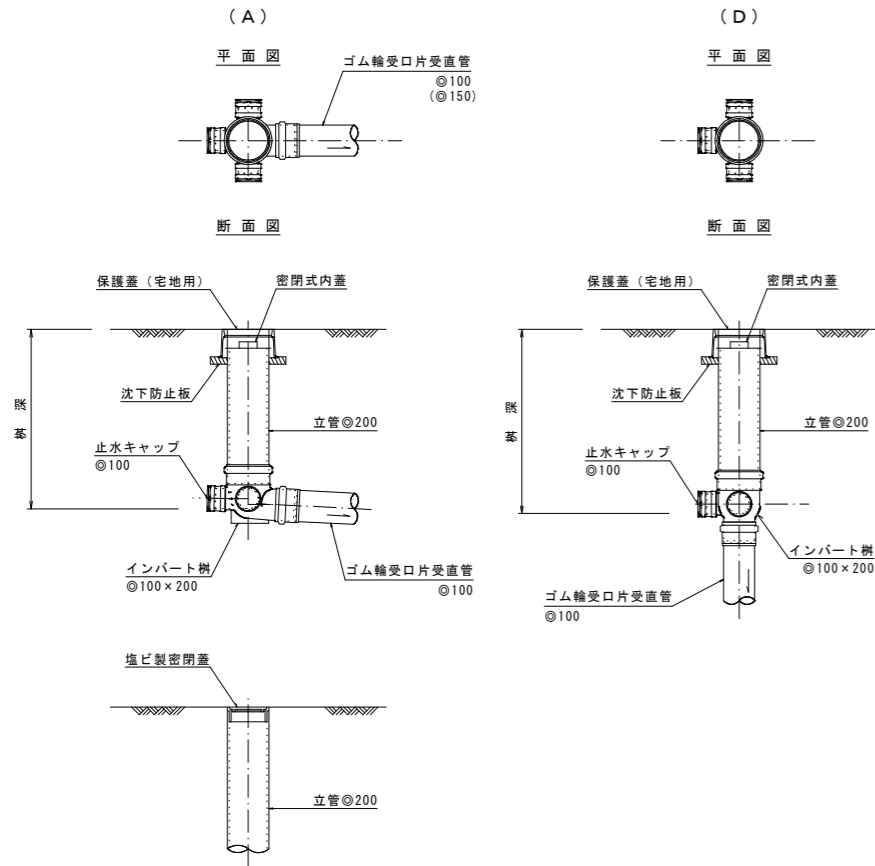 （A）
平面図
ゴム輪受口片受直管
◎100
(◎150)
断面図
保護蓋（宅地用）
密閉式内蓋
沈下防止板
桝深
立管◎200
止水キャップ
◎100
インバート桝
◎100×200
ゴム輪受口片受直管
◎100
塩ビ製密閉蓋
立管◎200
（D）
平面図
断面図
保護蓋（宅地用）
密閉式内蓋
沈下防止板
桝深
立管◎200
止水キャップ
◎100
インバート桝
◎100×200
ゴム輪受口片受直管
◎100